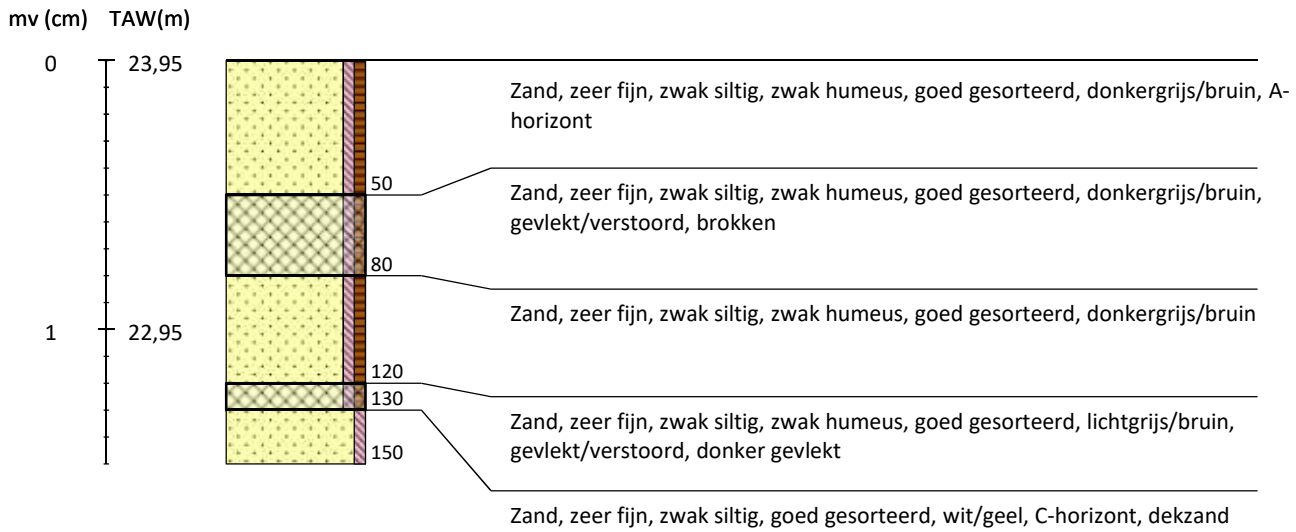 mv (cm) TAW(m)
0 23,95
Zand, zeer fijn, zwak siltig, zwak humeus, goed gesorteerd, donkergrijs/bruin, A-
horizont
50
Zand, zeer fijn, zwak siltig, zwak humeus, goed gesorteerd, donkergrijs/bruin,
gevlekt/verstoord, brokken
80
Zand, zeer fijn, zwak siltig, zwak humeus, goed gesorteerd, donkergrijs/bruin
1 22,95
120
130
Zand, zeer fijn, zwak siltig, zwak humeus, goed gesorteerd, lichtgrijs/bruin,
gevlekt/verstoord, donker gevlekt
150
Zand, zeer fijn, zwak siltig, goed gesorteerd, wit/geel, C-horizont, dekzand